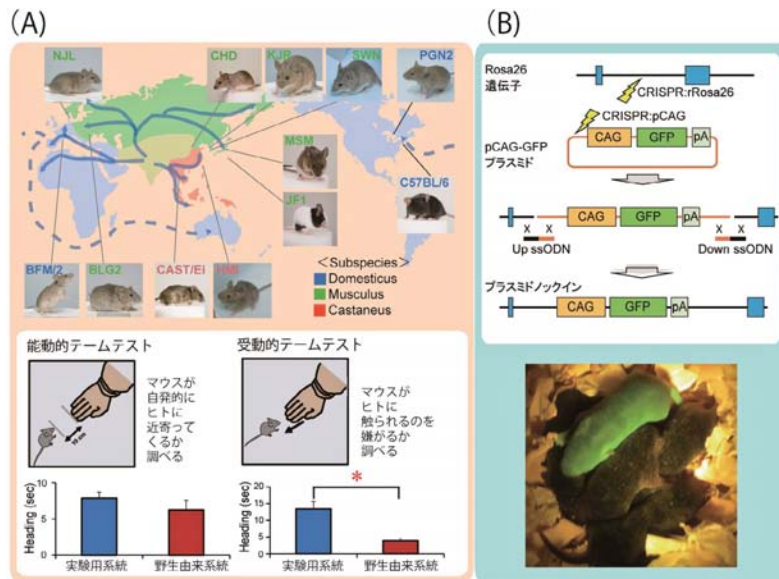 (A)
NJL
CHD
KJR
SWN
PGN2
MSM
JF1
C57BL/6
BFM/2
BLG2
CAST/Ei
HMI
<Subspecies>
Domesticus
Musculus
Castaneus
能動的テームテスト
マウスが
自発的に
ヒトに
近寄って
くるか
調べる
10 cm
Heading (sec)
10
5
0
実験用系統
野生由来系統
受動的テームテスト
マウスが
ヒトに
触られるのを
嫌がるか
調べる
*
Heading (sec)
20
15
10
5
0
実験用系統
野生由来系統
(B)
Rosa26
遺伝子
CRISPR:rRosa26
CRISPR:pCAG
pCAG-GFP
プラスミド
CAG
GFP
pA
CAG
GFP
pA
X X
X X
Up ssODN
Down ssODN
プラスミドノックイン
CAG
GFP
pA